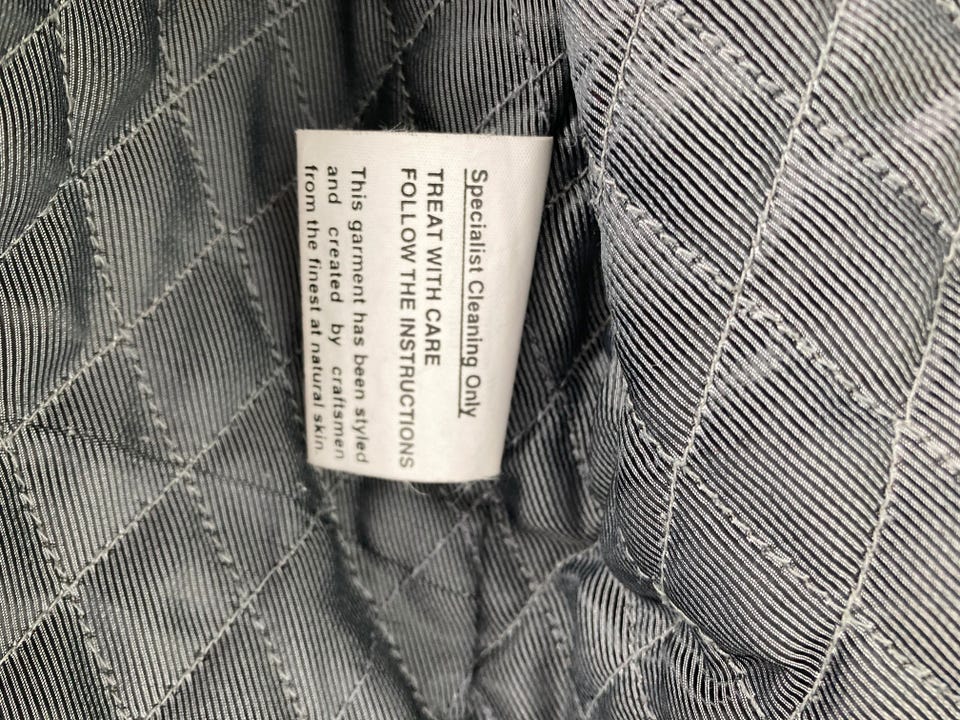 Specialist Cleaning Only
TREAT WITH CARE
FOLLOW THE INSTRUCTIONS
This garment has been styled
and created by craftsmen
from the finest at natural skin.